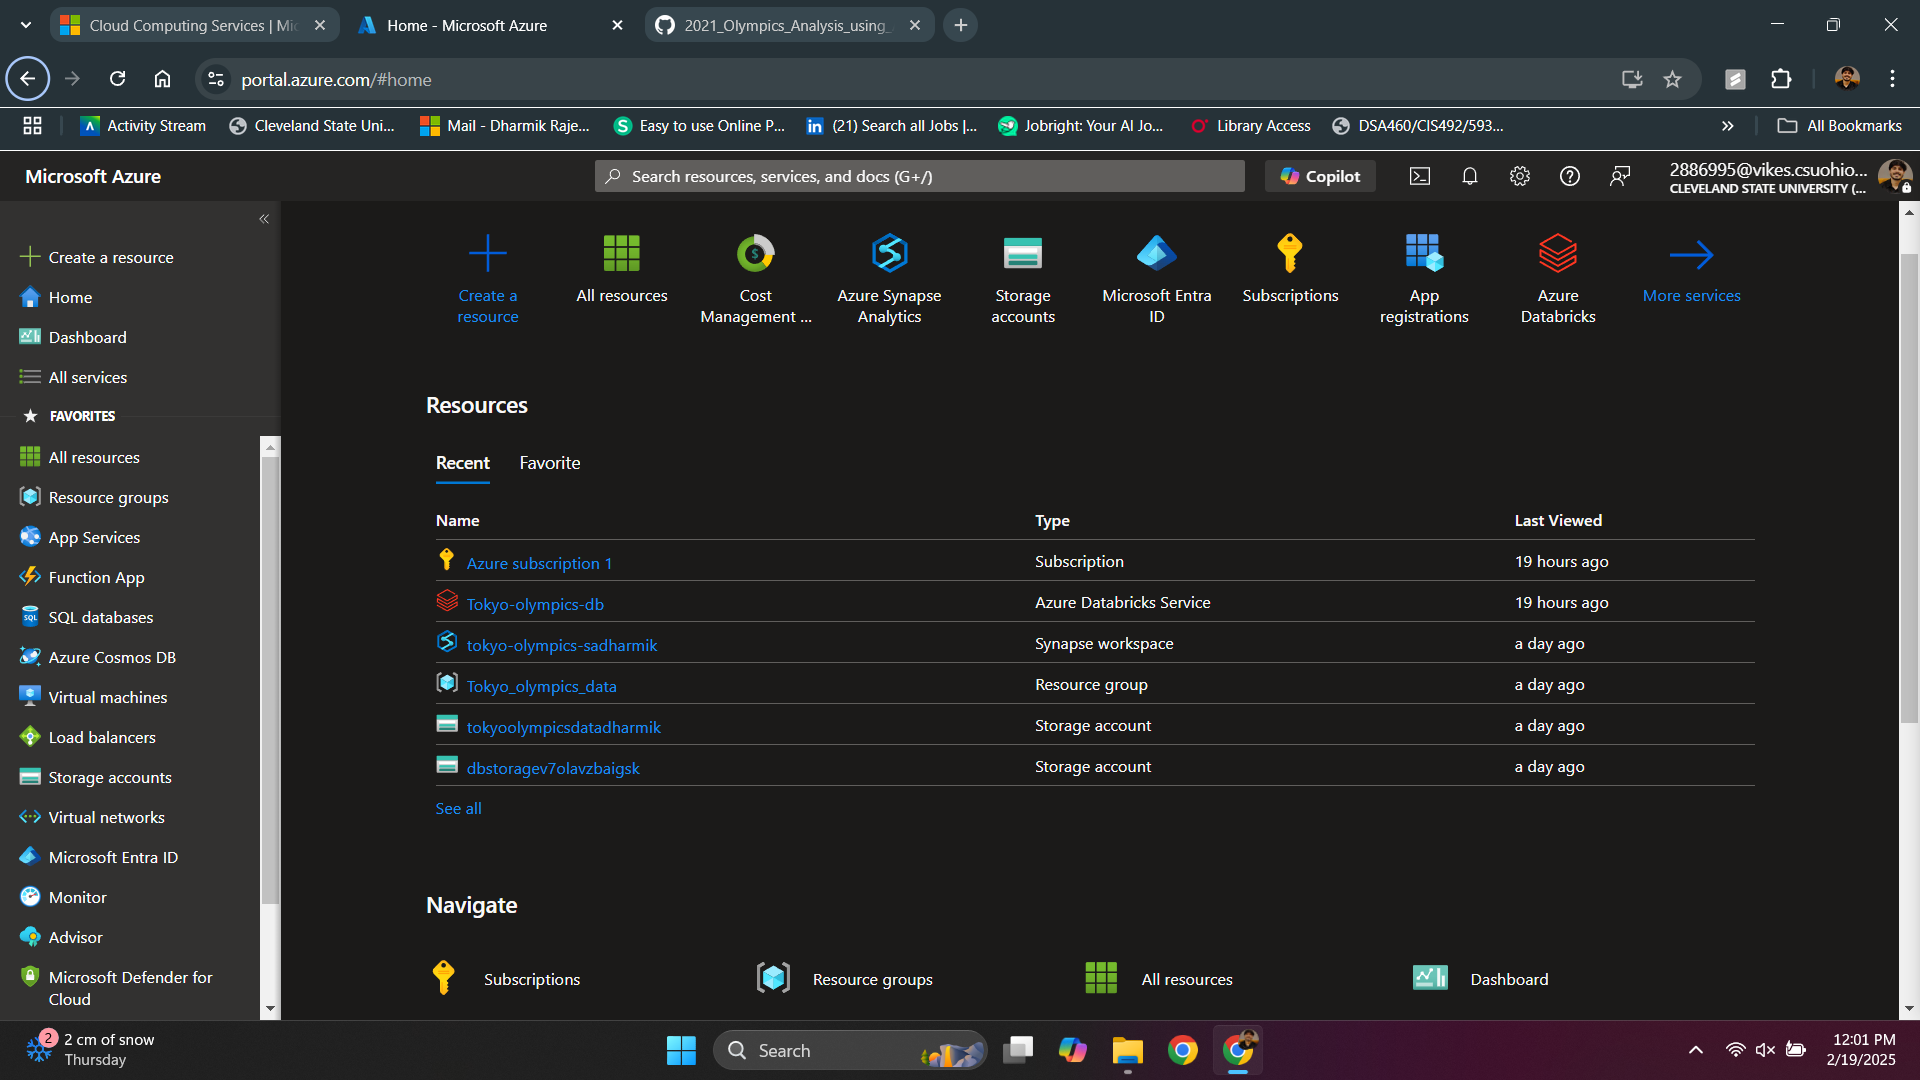 Cloud Computing Services | Mic
Home - Microsoft Azure
2021_Olympics_Analysis_using_
portal.azure.com/#home
Activity Stream
Cleveland State Uni...
Mail - Dharmik Raje...
Easy to use Online P...
(21) Search all Jobs |...
Jobright: Your AI Jo...
Library Access
DSA460/CIS492/593...
All Bookmarks
Microsoft Azure
Search resources, services, and docs (G+/)
Copilot
2886995@vikes.csuohio...
CLEVELAND STATE UNIVERSITY (...
Create a resource
Home
Dashboard
All services
FAVORITES
All resources
Resource groups
App Services
Function App
SQL databases
Azure Cosmos DB
Virtual machines
Load balancers
Storage accounts
Virtual networks
Microsoft Entra ID
Monitor
Advisor
Microsoft Defender for
Cloud
Create a
resource
All resources
Cost
Management ...
Azure Synapse
Analytics
Storage
accounts
Microsoft Entra
ID
Subscriptions
App
registrations
Azure
Databricks
More services
Resources
Recent Favorite
Name Type Last Viewed
Azure subscription 1 Subscription 19 hours ago
Tokyo-olympics-db Azure Databricks Service 19 hours ago
tokyo-olympics-sadharmik Synapse workspace a day ago
Tokyo_olympics_data Resource group a day ago
tokyoolympicsdatadharmik Storage account a day ago
dbstoragev7olavzbaigsk Storage account a day ago
See all
Navigate
Subscriptions Resource groups All resources Dashboard
2
2 cm of snow
Thursday
Search
12:01 PM
2/19/2025